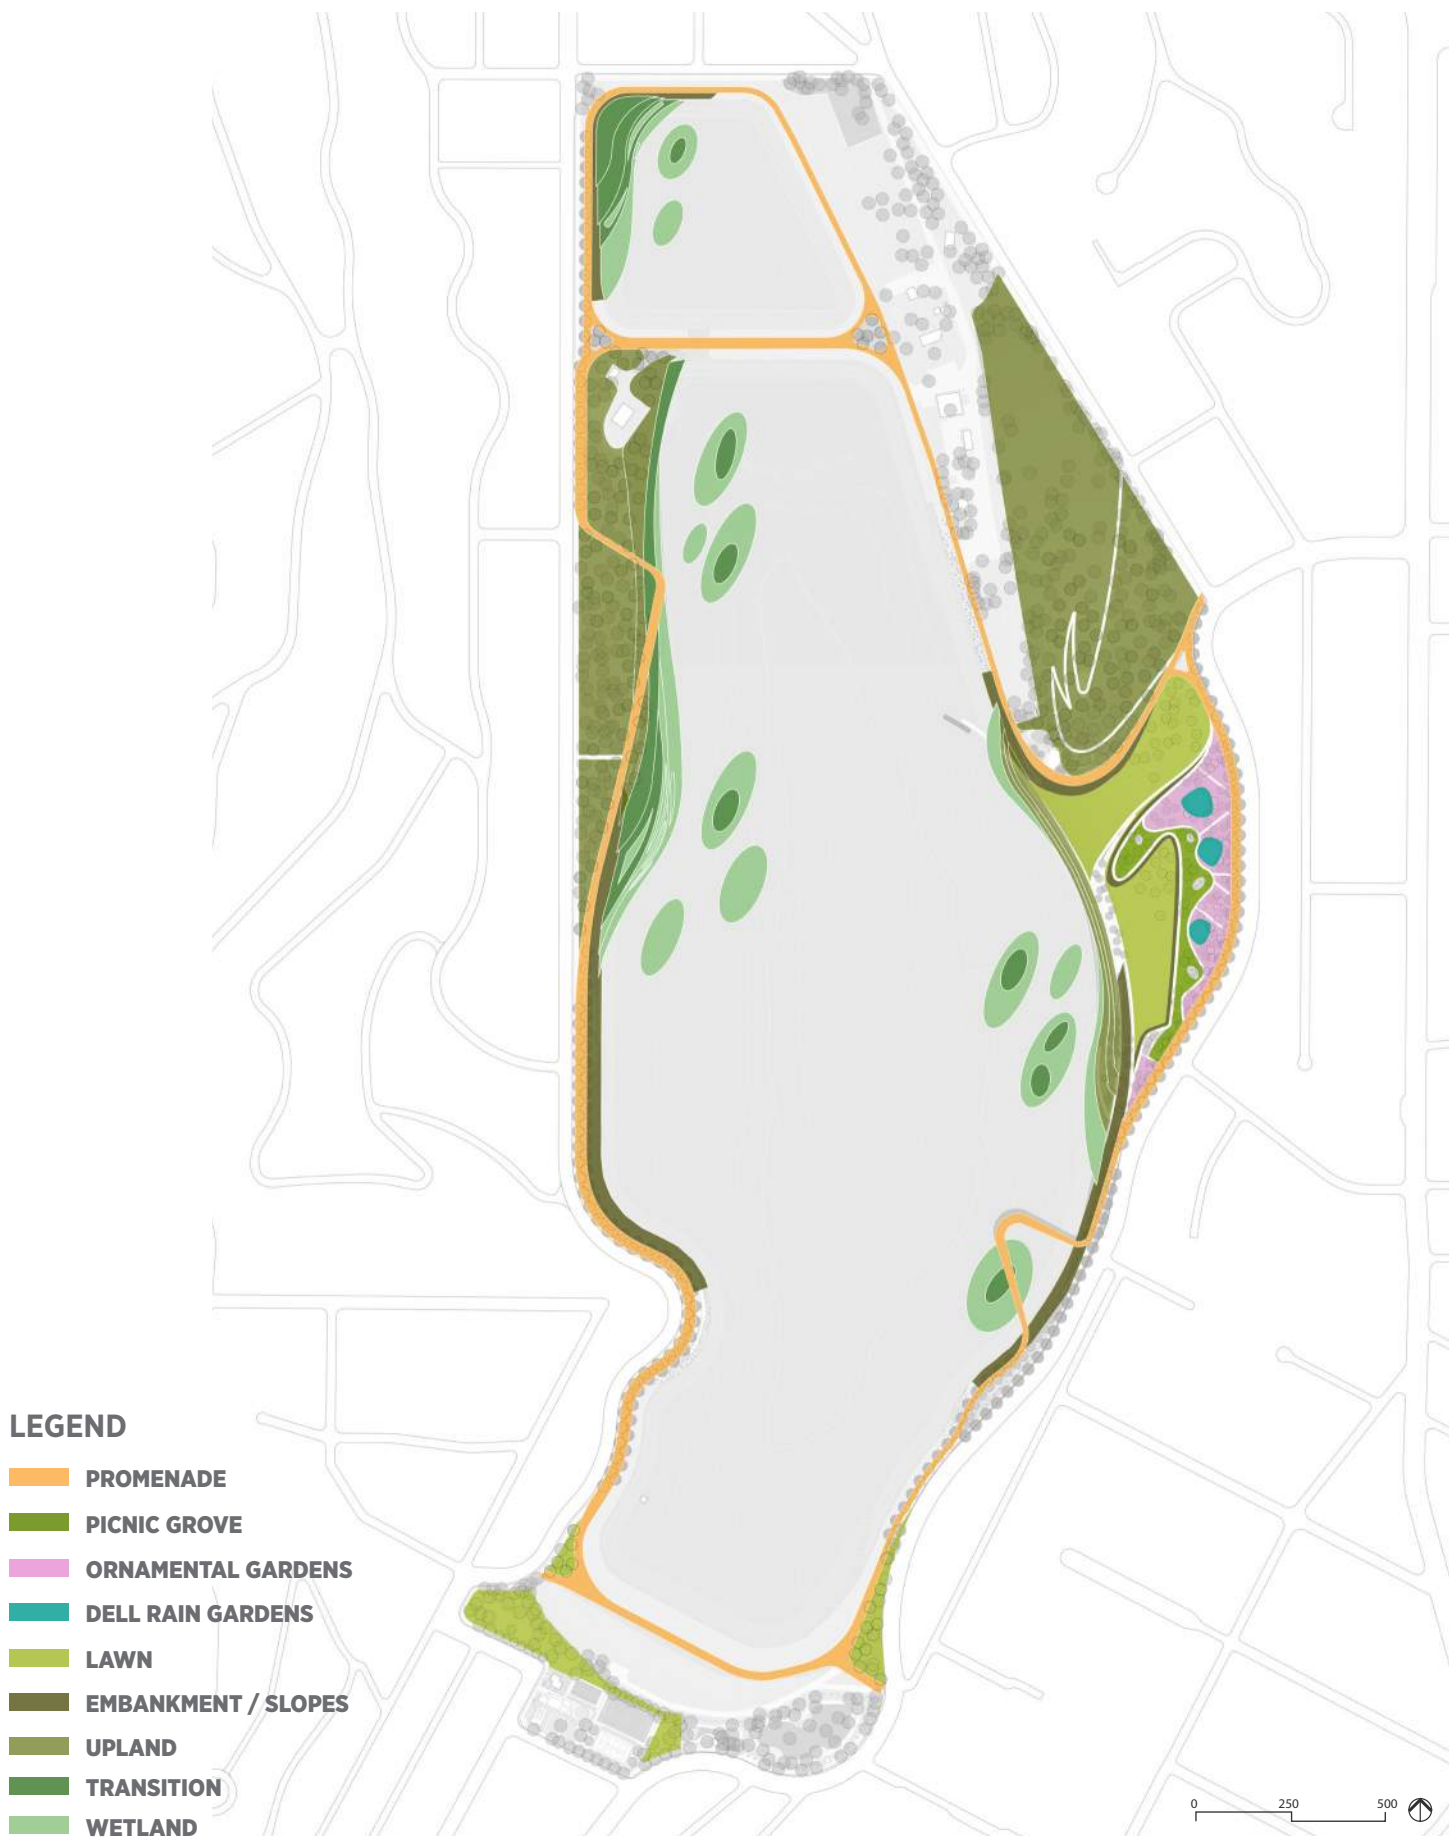 LEGEND
PROMENADE
PICNIC GROVE
ORNAMENTAL GARDENS
DELL RAIN GARDENS
LAWN
EMBANKMENT / SLOPES
UPLAND
TRANSITION
WETLAND
0 250 500